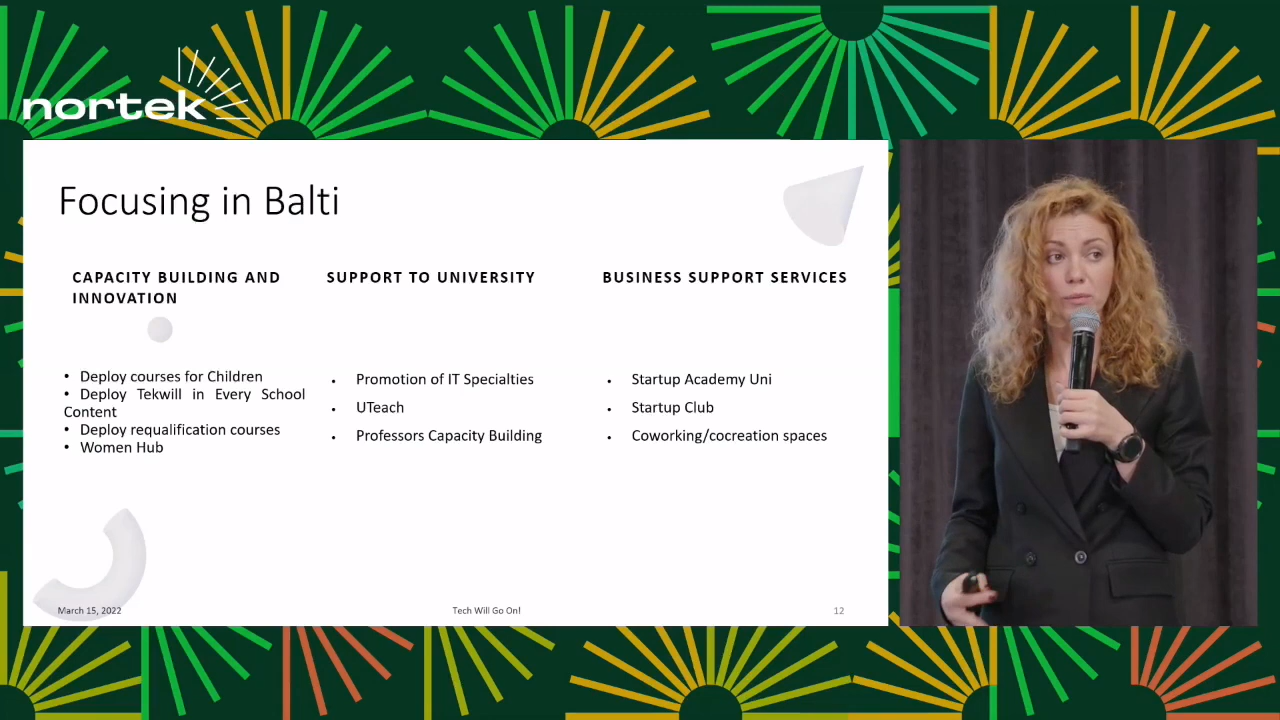 nortek
Focusing in Balti
CAPACITY BUILDING AND
INNOVATION
• Deploy courses for Children
• Deploy Tekwill in Every School
Content
• Deploy requalification courses
• Women Hub
SUPPORT TO UNIVERSITY
• Promotion of IT Specialties
• UTeach
• Professors Capacity Building
BUSINESS SUPPORT SERVICES
• Startup Academy Uni
• Startup Club
• Coworking/cocreation spaces
March 15, 2022
Tech Will Go On!
12